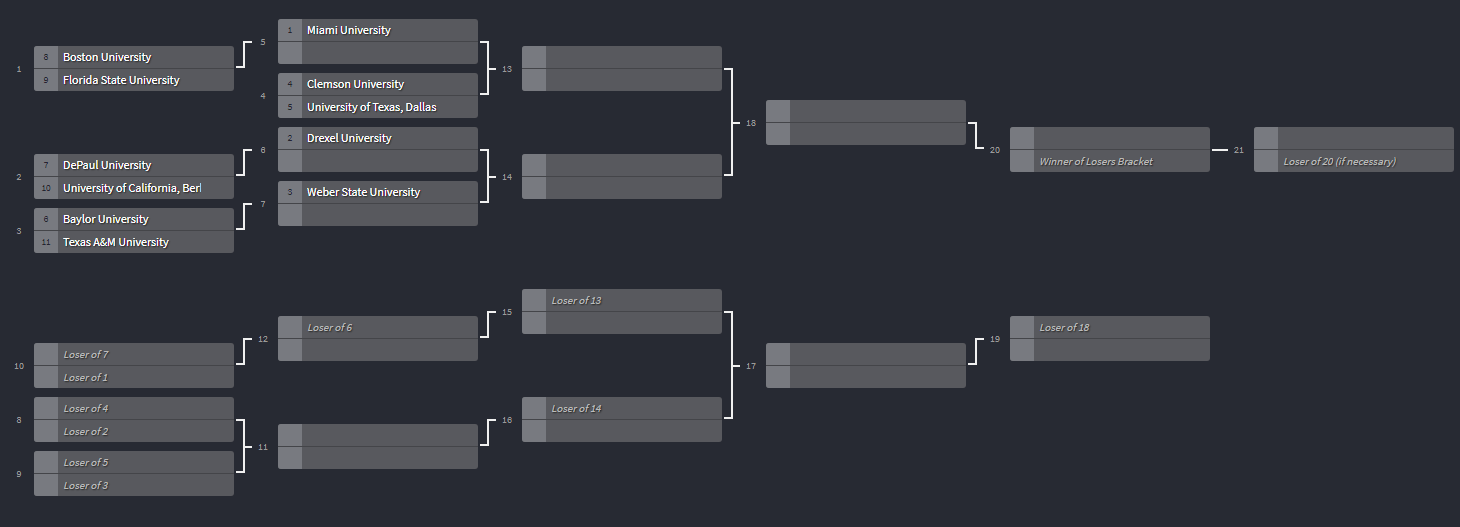 1
8 Boston University
9 Florida State University
2
7 DePaul University
10 University of California, Berl
3
6 Baylor University
11 Texas A&M University
5
1 Miami University
4
4 Clemson University
5 University of Texas, Dallas
6
2 Drexel University
7
3 Weber State University
13
14
18
20
Winner of Losers Bracket
21
Loser of 20 (if necessary)
10
Loser of 7
Loser of 1
8
Loser of 4
Loser of 2
9
Loser of 5
Loser of 3
12
Loser of 6
11
15
Loser of 13
16
Loser of 14
17
19
Loser of 18